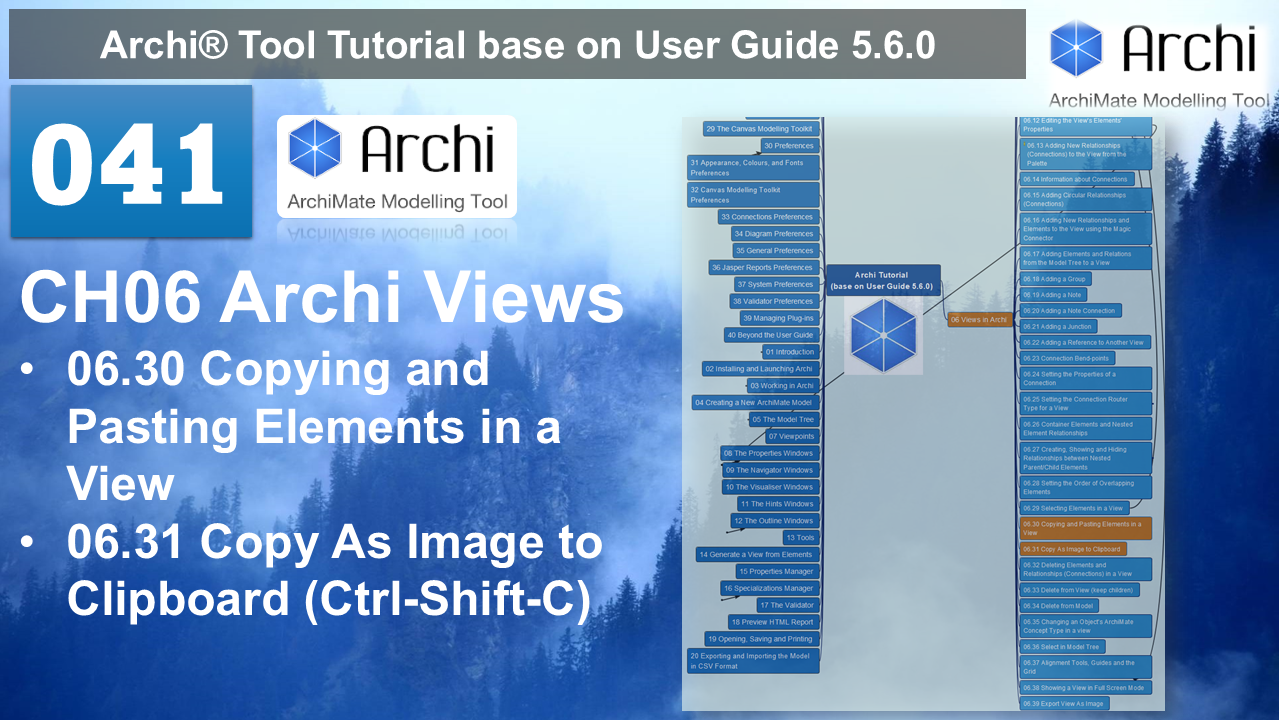 Archi® Tool Tutorial base on User Guide 5.6.0
Archi
ArchiMate Modelling Tool
041
Archi
ArchiMate Modelling Tool
CH06 Archi Views
• 06.30 Copying and
Pasting Elements in a
View
• 06.31 Copy As Image to
Clipboard (Ctrl-Shift-C)
29 The Canvas Modelling Toolkit
30 Preferences
31 Appearance, Colours, and Fonts
Preferences
32 Canvas Modelling Toolkit
Preferences
33 Connections Preferences
34 Diagram Preferences
35 General Preferences
36 Jasper Reports Preferences
37 System Preferences
38 Validator Preferences
39 Managing Plug-ins
40 Beyond the User Guide
01 Introduction
02 Installing and Launching Archi
03 Working in Archi
04 Creating a New ArchiMate Model
05 The Model Tree
07 Viewpoints
08 The Properties Windows
09 The Navigator Windows
10 The Visualiser Windows
11 The Hints Windows
12 The Outline Windows
13 Tools
14 Generate a View from Elements
15 Properties Manager
16 Specializations Manager
17 The Validator
18 Preview HTML Report
19 Opening, Saving and Printing
20 Exporting and Importing the Model
in CSV Format
Archi Tutorial
(base on User Guide 5.6.0)
06 Views in Archi
06.12 Editing the View's Elements'
Properties
06.13 Adding New Relationships
(Connections) to the View from the
Palette
06.14 Information about Connections
06.15 Adding Circular Relationships
(Connections)
06.16 Adding New Relationships and
Elements to the View using the Magic
Connector
06.17 Adding Elements and Relations
from the Model Tree to a View
06.18 Adding a Group
06.19 Adding a Note
06.20 Adding a Note Connection
06.21 Adding a Junction
06.22 Adding a Reference to Another View
06.23 Connection Bend-points
06.24 Setting the Properties of a
Connection
06.25 Setting the Connection Router
Type for a View
06.26 Container Elements and Nested
Element Relationships
06.27 Creating, Showing and Hiding
Relationships between Nested
Parent/Child Elements
06.28 Setting the Order of Overlapping
Elements
06.29 Selecting Elements in a View
06.30 Copying and Pasting Elements in a
View
06.31 Copy As Image to Clipboard
06.32 Deleting Elements and
Relationships (Connections) in a View
06.33 Delete from View (keep children)
06.34 Delete from Model
06.35 Changing an Object's ArchiMate
Concept Type in a view
06.36 Select in Model Tree
06.37 Alignment Tools, Guides and the
Grid
06.38 Showing a View in Full Screen Mode
06.39 Export View As Image